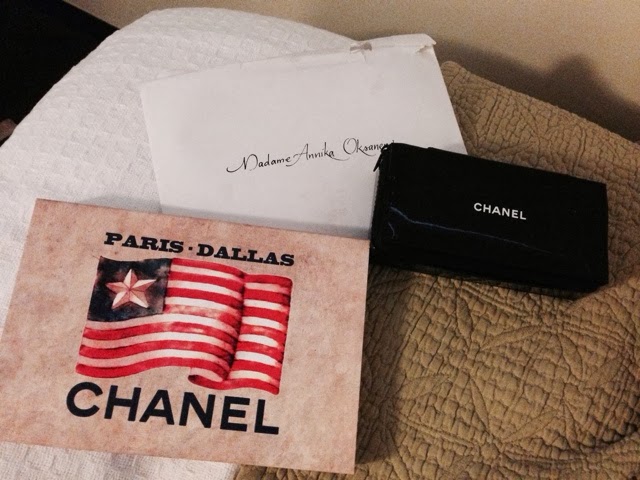 Madame Annika
CHANEL
PARIS · DALLAS
CHANEL